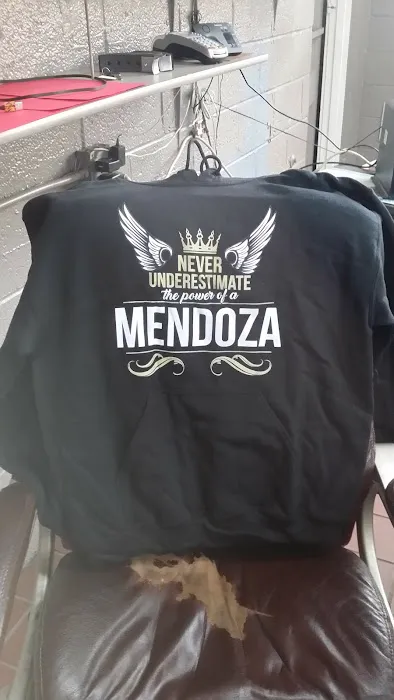 NEVER
UNDERESTIMATE
the power of a
MENDOZA